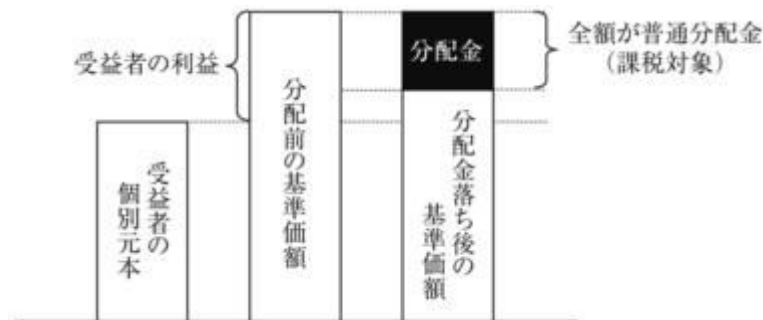 受益者の利益
受益者の
個別元本
分配前の基準価額
分配金
分配金落ち後の
基準価額
全額が普通分配金
（課税対象）